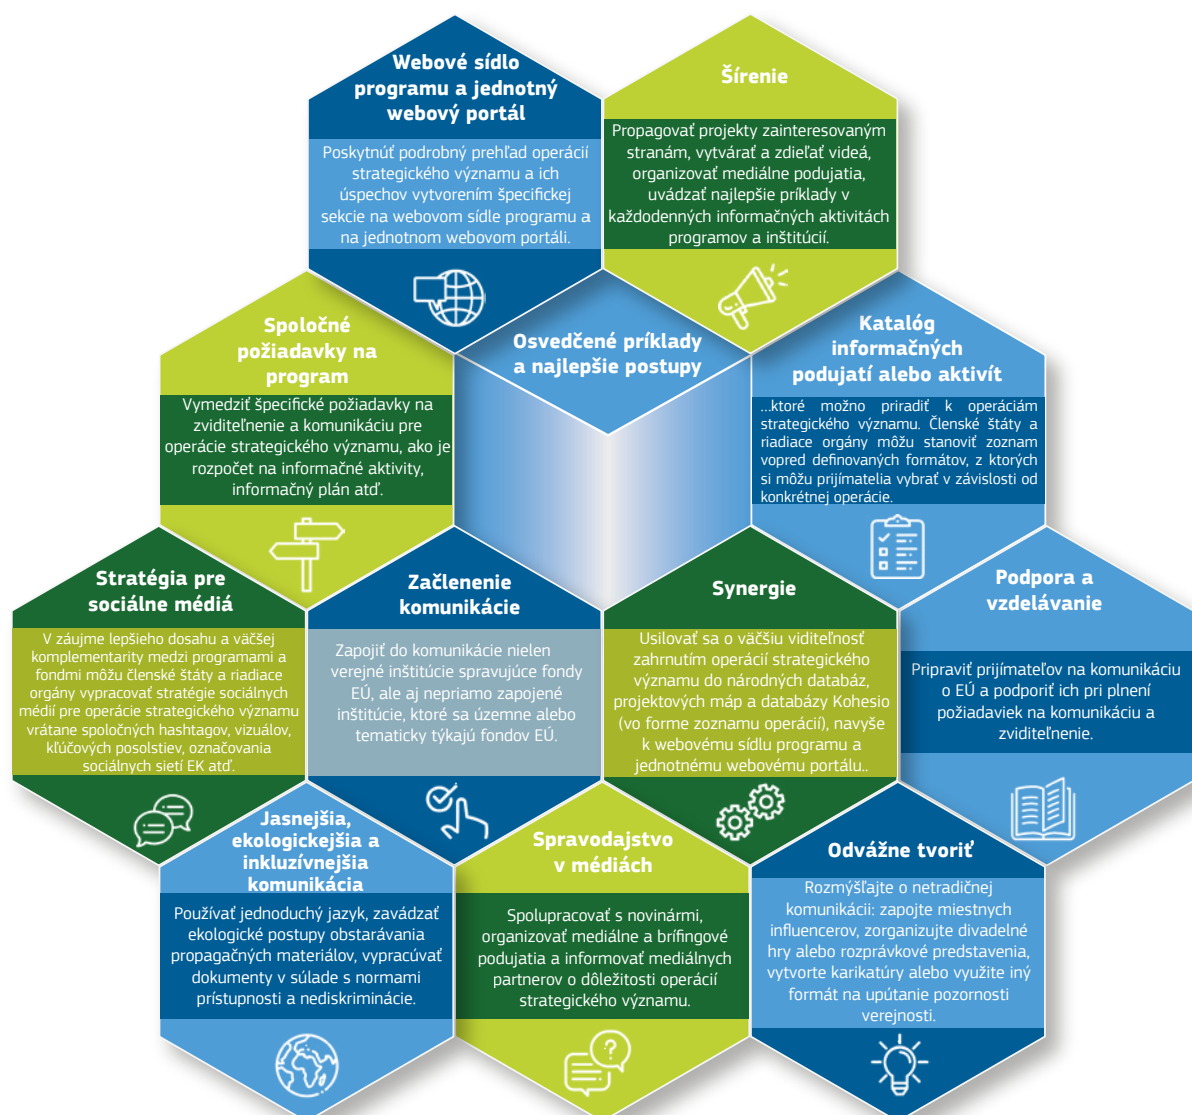 Webové sídlo
programu a jednotný
webový portál
Poskytnúť podrobný prehľad operácií
strategického významu a ich
úspechov vytvorením špecifickej
sekcie na webovom sídle programu a
na jednotnom webovom portáli.
Šírenie
Propagovať projekty zainteresovaným
stranám, vytvárať a zdieľať videá,
organizovať mediálne podujatia,
uvádzať najlepšie príklady v
každodenných informačných aktivitách
programov a inštitúcií.
Spoločné
požiadavky na
program
Vymedziť špecifické požiadavky na
zviditeľnenie a komunikáciu pre
operácie strategického významu, ako je
rozpočet na informačné aktivity,
informačný plán atď.
Osvedčené príklady
a najlepšie postupy
Katalóg
informačných
podujatí alebo aktivít
...ktoré možno priradiť k operáciám
strategického významu. Členské štáty a
riadiace orgány môžu stanoviť zoznam
vopred definovaných formátov, z ktorých
si môžu prijímatelia vybrať v závislosti od
konkrétnej operácie.
Stratégia pre
sociálne médiá
V záujme lepšieho dosahu a väčšej
komplementarity medzi programami a
fondmi môžu členské štáty a riadiace
orgány vypracovať stratégie sociálnych
médií pre operácie strategického významu
vrátane spoločných hashtagov, vizuálov,
kľúčových posolstiev, označovania
sociálnych sietí EK atď.
Začlenenie
komunikácie
Zapojiť do komunikácie nielen
verejné inštitúcie spravujúce fondy
EÚ, ale aj nepriamo zapojené
inštitúcie, ktoré sa územne alebo
tematicky týkajú fondov EÚ.
Synergie
Usilovať sa o väčšiu viditeľnosť
zahrnutím operácií strategického
významu do národných databáz,
projektových máp a databázy Kohesio
(vo forme zoznamu operácií), navyše
k webovému sídlu programu a
jednotnému webovému portálu..
Podpora a
vzdelávanie
Pripraviť prijímateľov na komunikáciu
o EÚ a podporiť ich pri plnení
požiadaviek na komunikáciu a
zviditeľnenie.
Jasnejšia,
ekologickejšia a
inkluzívnejšia
komunikácia
Používať jednoduchý jazyk, zavádzať
ekologické postupy obstarávania
propagačných materiálov, vypracúvať
dokumenty v súlade s normami
prístupnosti a nediskriminácie.
Spravodajstvo
v médiách
Spolupracovať s novinármi,
organizovať mediálne a brífingové
podujatia a informovať mediálnych
partnerov o dôležitosti operácií
strategického významu.
Odvážne tvoriť
Rozmýšľajte o netradičnej
komunikácii: zapojte miestnych
influencerov, zorganizujte divadelné
hry alebo rozprávkové predstavenia,
vytvorte karikatúry alebo využite iný
formát na upútanie pozornosti
verejnosti.